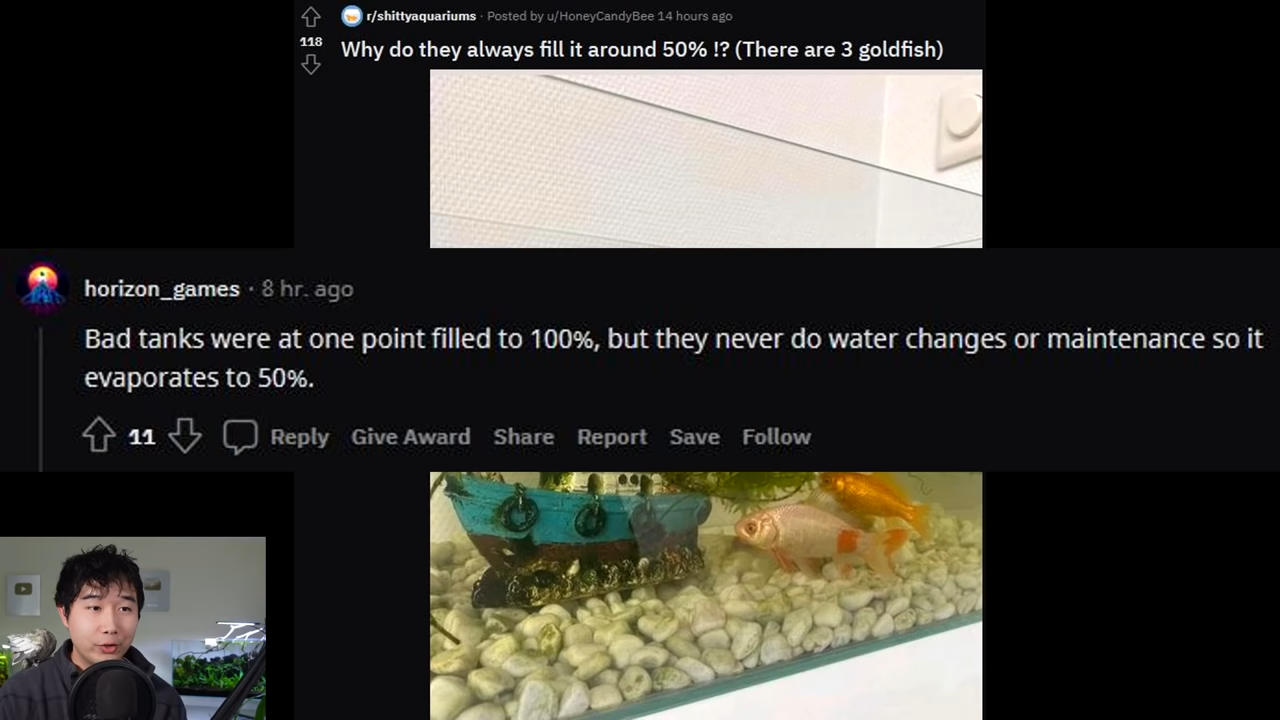 r/shittyaquariums · Posted by u/HoneyCandyBee 14 hours ago
118
Why do they always fill it around 50% !? (There are 3 goldfish)
horizon_games · 8 hr. ago
Bad tanks were at one point filled to 100%, but they never do water changes or maintenance so it
evaporates to 50%.
11 Reply Give Award Share Report Save Follow